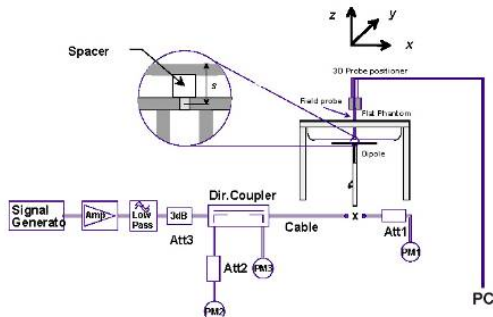 z
y
x
Spacer
s
3D Probe positioner
Field probe
Flat Phantom
Dipole
Dir.Coupler
Signal
Generato
Amp
Low
Pass
3dB
Att3
Cable
x
Att1
PM1
Att2
PM3
PM2
PC